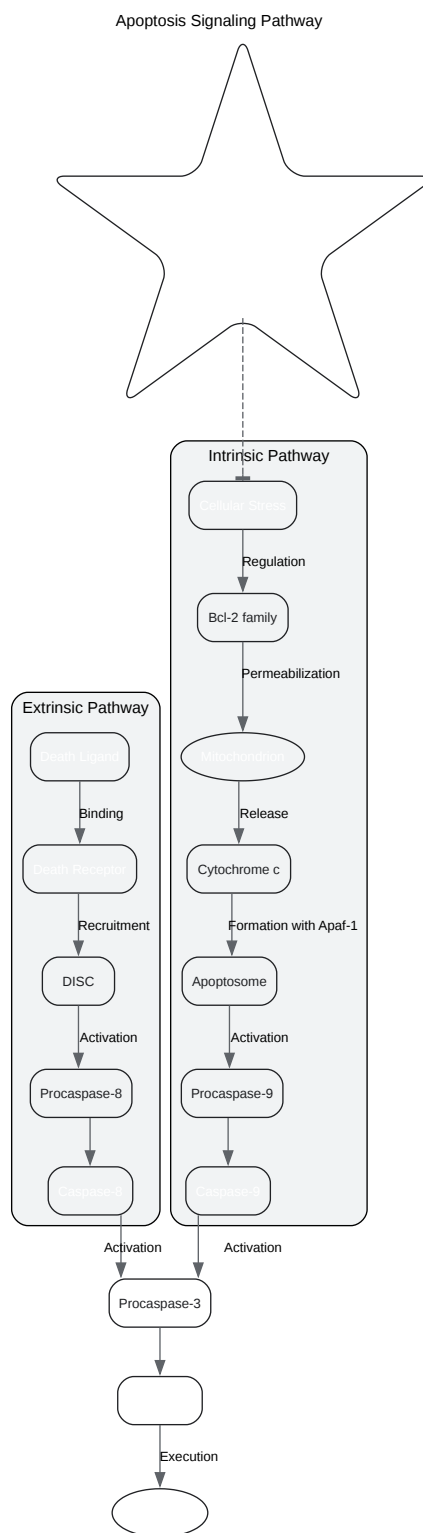 Apoptosis Signaling Pathway
Intrinsic Pathway
Cellular Stress
Regulation
Bcl-2 family
Permeabilization
Extrinsic Pathway
Death Ligand
Mitochondrion
Binding
Release
Death Receptor
Cytochrome c
Recruitment
Formation with Apaf-1
DISC
Apoptosome
Activation
Activation
Procaspase-8
Procaspase-9
Caspase-8
Caspase-9
Activation
Activation
Procaspase-3
Execution